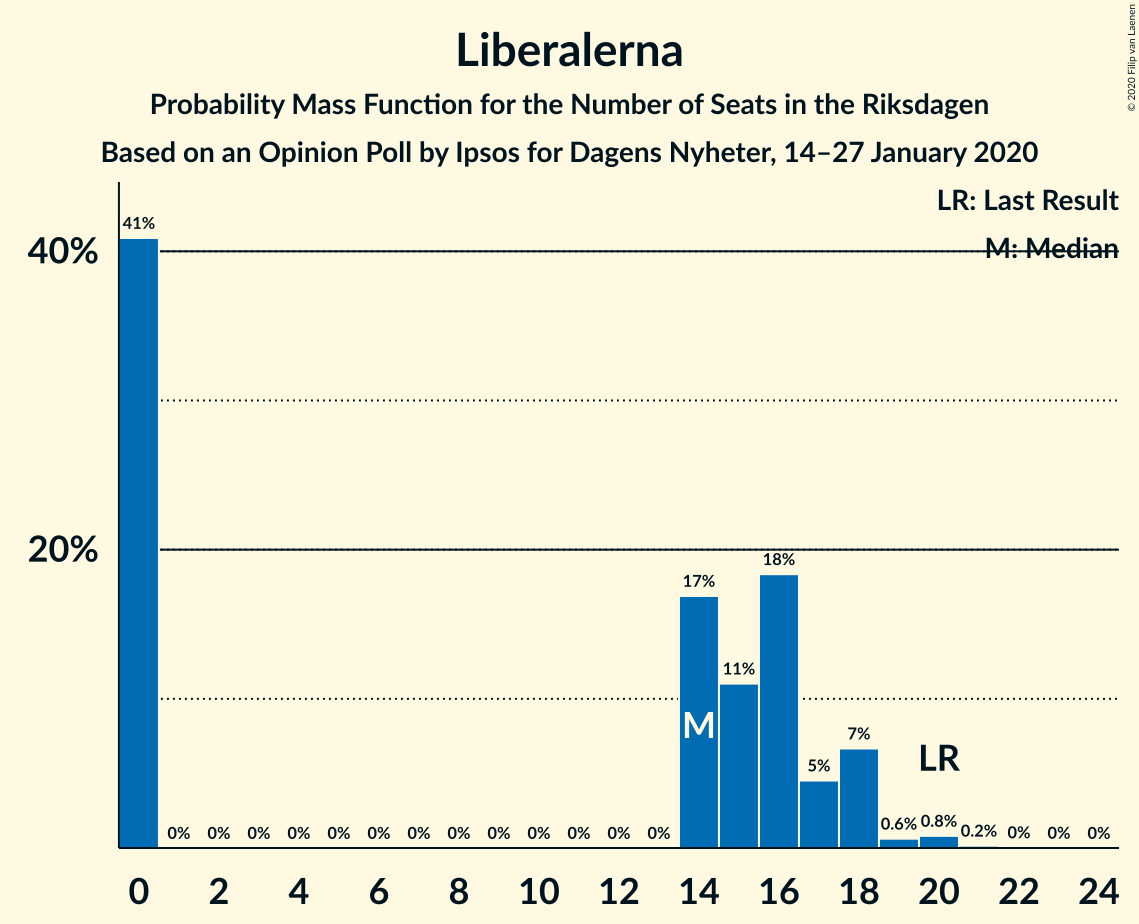 Liberalerna
Probability Mass Function for the Number of Seats in the Riksdagen
Based on an Opinion Poll by Ipsos for Dagens Nyheter, 14–27 January 2020
© 2020 Filip van Laenen
LR: Last Result
M: Median
40%
20%
41%
0% 0% 0% 0% 0% 0% 0% 0% 0% 0% 0% 0% 0%
17%
11%
18%
5%
7%
0.6%
0.8%
0.2%
0% 0% 0%
M
LR
0 2 4 6 8 10 12 14 16 18 20 22 24